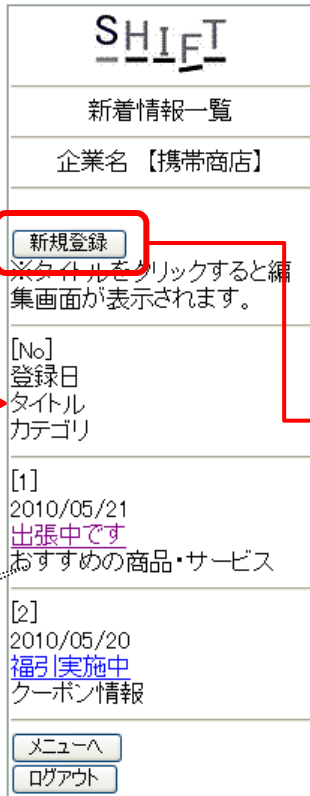 SHIFT
新着情報一覧
企業名 【携帯商店】
新規登録
※タイトルをクリックすると編
集画面が表示されます。
[No]
登録日
タイトル
カテゴリ
[1]
2010/05/21
出張中です
おすすめの商品・サービス
[2]
2010/05/20
福引実施中
クーポン情報
メニューへ
ログアウト